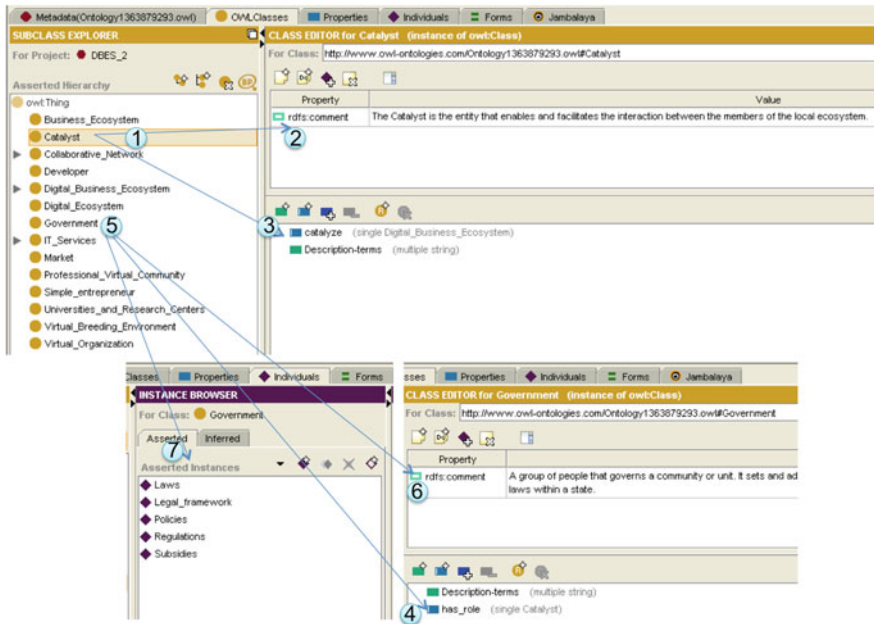 Metadata(Ontology1363879293.owl) OWLClasses Properties Individuals Forms Jambalaya
SUBCLASS EXPLORER
For Project: DBES_2
Asserted Hierarchy
owl:Thing
Business_Ecosystem
Catalyst
Collaborative_Network
Developer
Digital_Business_Ecosystem
Digital_Ecosystem
Government
IT_Services
Market
Professional_Virtual_Community
Simple_entrepreneur
Universities_and_Research_Centers
Virtual_Breeding_Environment
Virtual_Organization
1
5
CLASS EDITOR for Catalyst (instance of owl:Class)
For Class: http://www.owl-ontologies.com/Ontology1363879293.owl#Catalyst
Property Value
rdfs:comment The Catalyst is the entity that enables and facilitates the interaction between the members of the local ecosystem.
2
3
catalyze (single Digital_Business_Ecosystem)
Description-terms (multiple string)
Classes Properties Individuals Forms
INSTANCE BROWSER
For Class: Government
Asserted Inferred
7
Asserted Instances
Laws
Legal_framework
Policies
Regulations
Subsidies
sses Properties Individuals Forms Jambalaya
CLASS EDITOR for Government (instance of owl:Class)
For Class: http://www.owl-ontologies.com/Ontology1363879293.owl#Government
Property
rdfs:comment A group of people that governs a community or unit. It sets and ad
laws within a state.
6
Description-terms (multiple string)
4 has_role (single Catalyst)